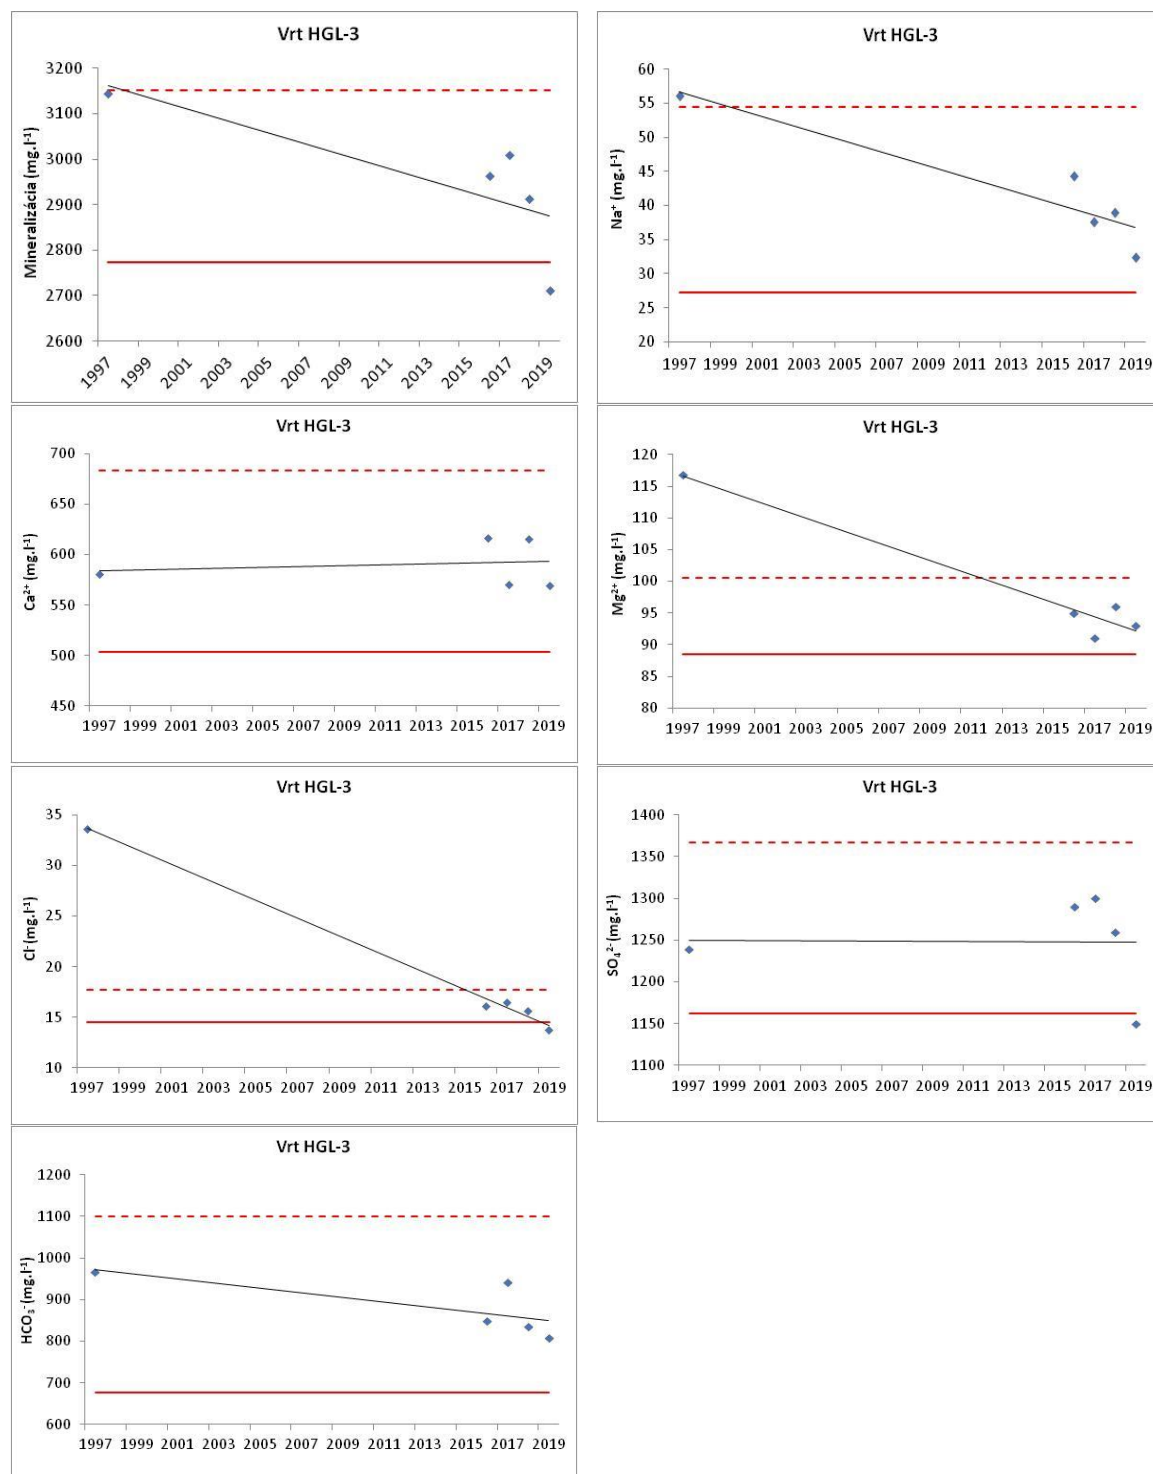 Vrt HGL-3
Mineralizácia (mg.l⁻¹)
3200
3100
3000
2900
2800
2700
2600
1997 1999 2001 2003 2005 2007 2009 2011 2013 2015 2017 2019
Vrt HGL-3
Na⁺ (mg.l⁻¹)
60
55
50
45
40
35
30
25
20
1997 1999 2001 2003 2005 2007 2009 2011 2013 2015 2017 2019
Vrt HGL-3
Ca²⁺ (mg.l⁻¹)
700
650
600
550
500
450
1997 1999 2001 2003 2005 2007 2009 2011 2013 2015 2017 2019
Vrt HGL-3
Mg²⁺ (mg.l⁻¹)
120
115
110
105
100
95
90
85
80
1997 1999 2001 2003 2005 2007 2009 2011 2013 2015 2017 2019
Vrt HGL-3
Cl⁻(mg.l⁻¹)
35
30
25
20
15
10
1997 1999 2001 2003 2005 2007 2009 2011 2013 2015 2017 2019
Vrt HGL-3
SO₄²⁻(mg.l⁻¹)
1400
1350
1300
1250
1200
1150
1100
1997 1999 2001 2003 2005 2007 2009 2011 2013 2015 2017 2019
Vrt HGL-3
HCO₃⁻ (mg.l⁻¹)
1200
1100
1000
900
800
700
600
1997 1999 2001 2003 2005 2007 2009 2011 2013 2015 2017 2019